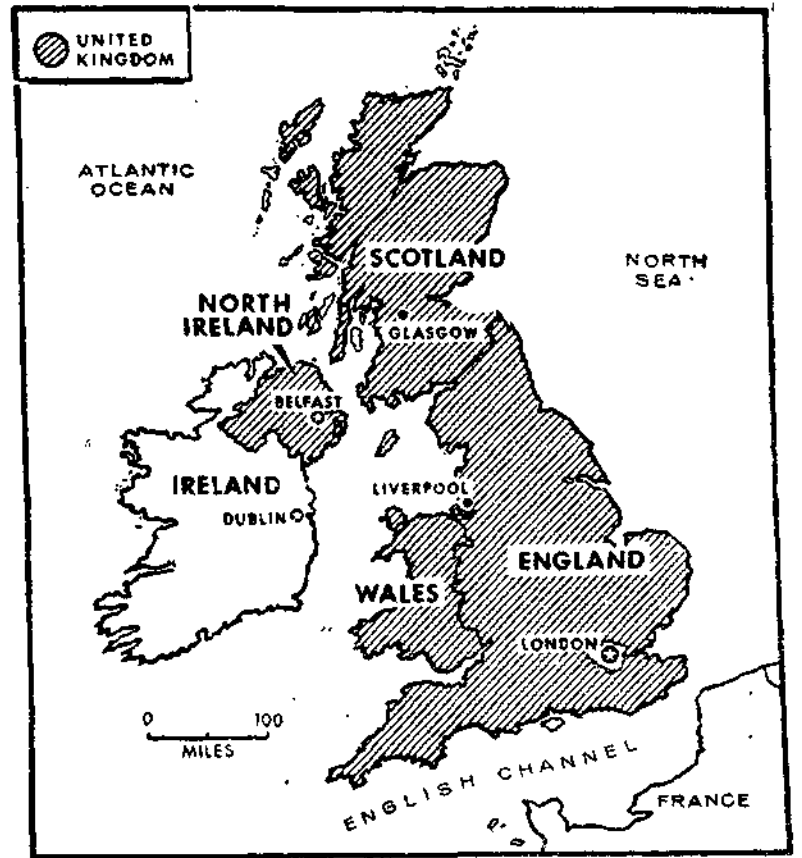 UNITED
KINGDOM
ATLANTIC
OCEAN
SCOTLAND
NORTH
SEA
NORTH
IRELAND
GLASGOW
BELFAST
IRELAND
LIVERPOOL
DUBLIN
ENGLAND
WALES
LONDON
0 100
MILES
ENGLISH CHANNEL
FRANCE